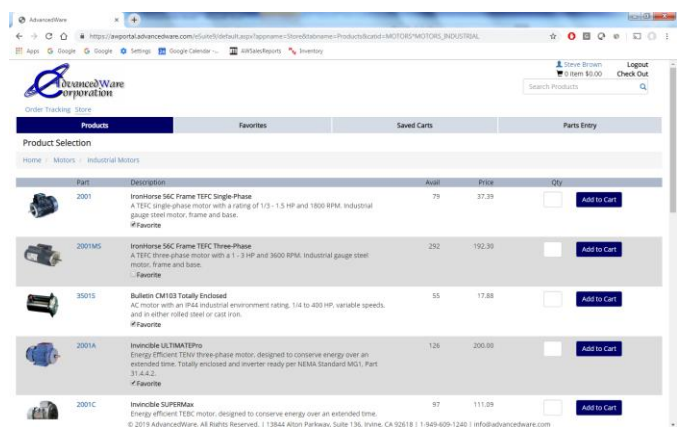 AdvancedWare
https://awportal.advancedware.com/eSuite9/default.aspx?appname=Store&tabname=Products&catid=MOTORS*MOTORS_INDUSTRIAL
Apps Google Google Settings Google Calendar -... AWSalesReports Inventory
AdvancedWare
Corporation
Steve Brown Logout
0 Item $0.00 Check Out
Search Products
Order Tracking Store
Products Favorites Saved Carts Parts Entry
Product Selection
Home / Motors / Industrial Motors
Part Description Avail Price Qty
2001 IronHorse 56C Frame TEFC Single-Phase 79 37.39 Add to Cart
A TEFC single-phase motor with a rating of 1/3 - 1.5 HP and 1800 RPM. Industrial
gauge steel motor, frame and base.
Favorite
2001MS IronHorse 56C Frame TEFC Three-Phase 292 192.30 Add to Cart
A TEFC three-phase motor with a 1 - 3 HP and 3600 RPM. Industrial gauge steel
motor, frame and base.
Favorite
3501S Bulletin CM103 Totally Enclosed 55 17.88 Add to Cart
AC motor with an IP44 industrial environment rating, 1/4 to 400 HP, variable speeds,
and in either rolled steel or cast iron.
Favorite
2001A Invincible ULTIMATEPro 126 200.00 Add to Cart
Energy Efficient TENV three-phase motor, designed to conserve energy over an
extended time. Totally enclosed and inverter ready per NEMA Standard MG1, Part
31.4.4.2.
Favorite
2001C Invincible SUPERMax 97 111.09 Add to Cart
Energy efficient TEBC motor, designed to conserve energy over an extended time.
© 2019 AdvancedWare. All Rights Reserved. | 13844 Alton Parkway, Suite 136, Irvine, CA 92618 | 1-949-609-1240 | info@advancedware.com